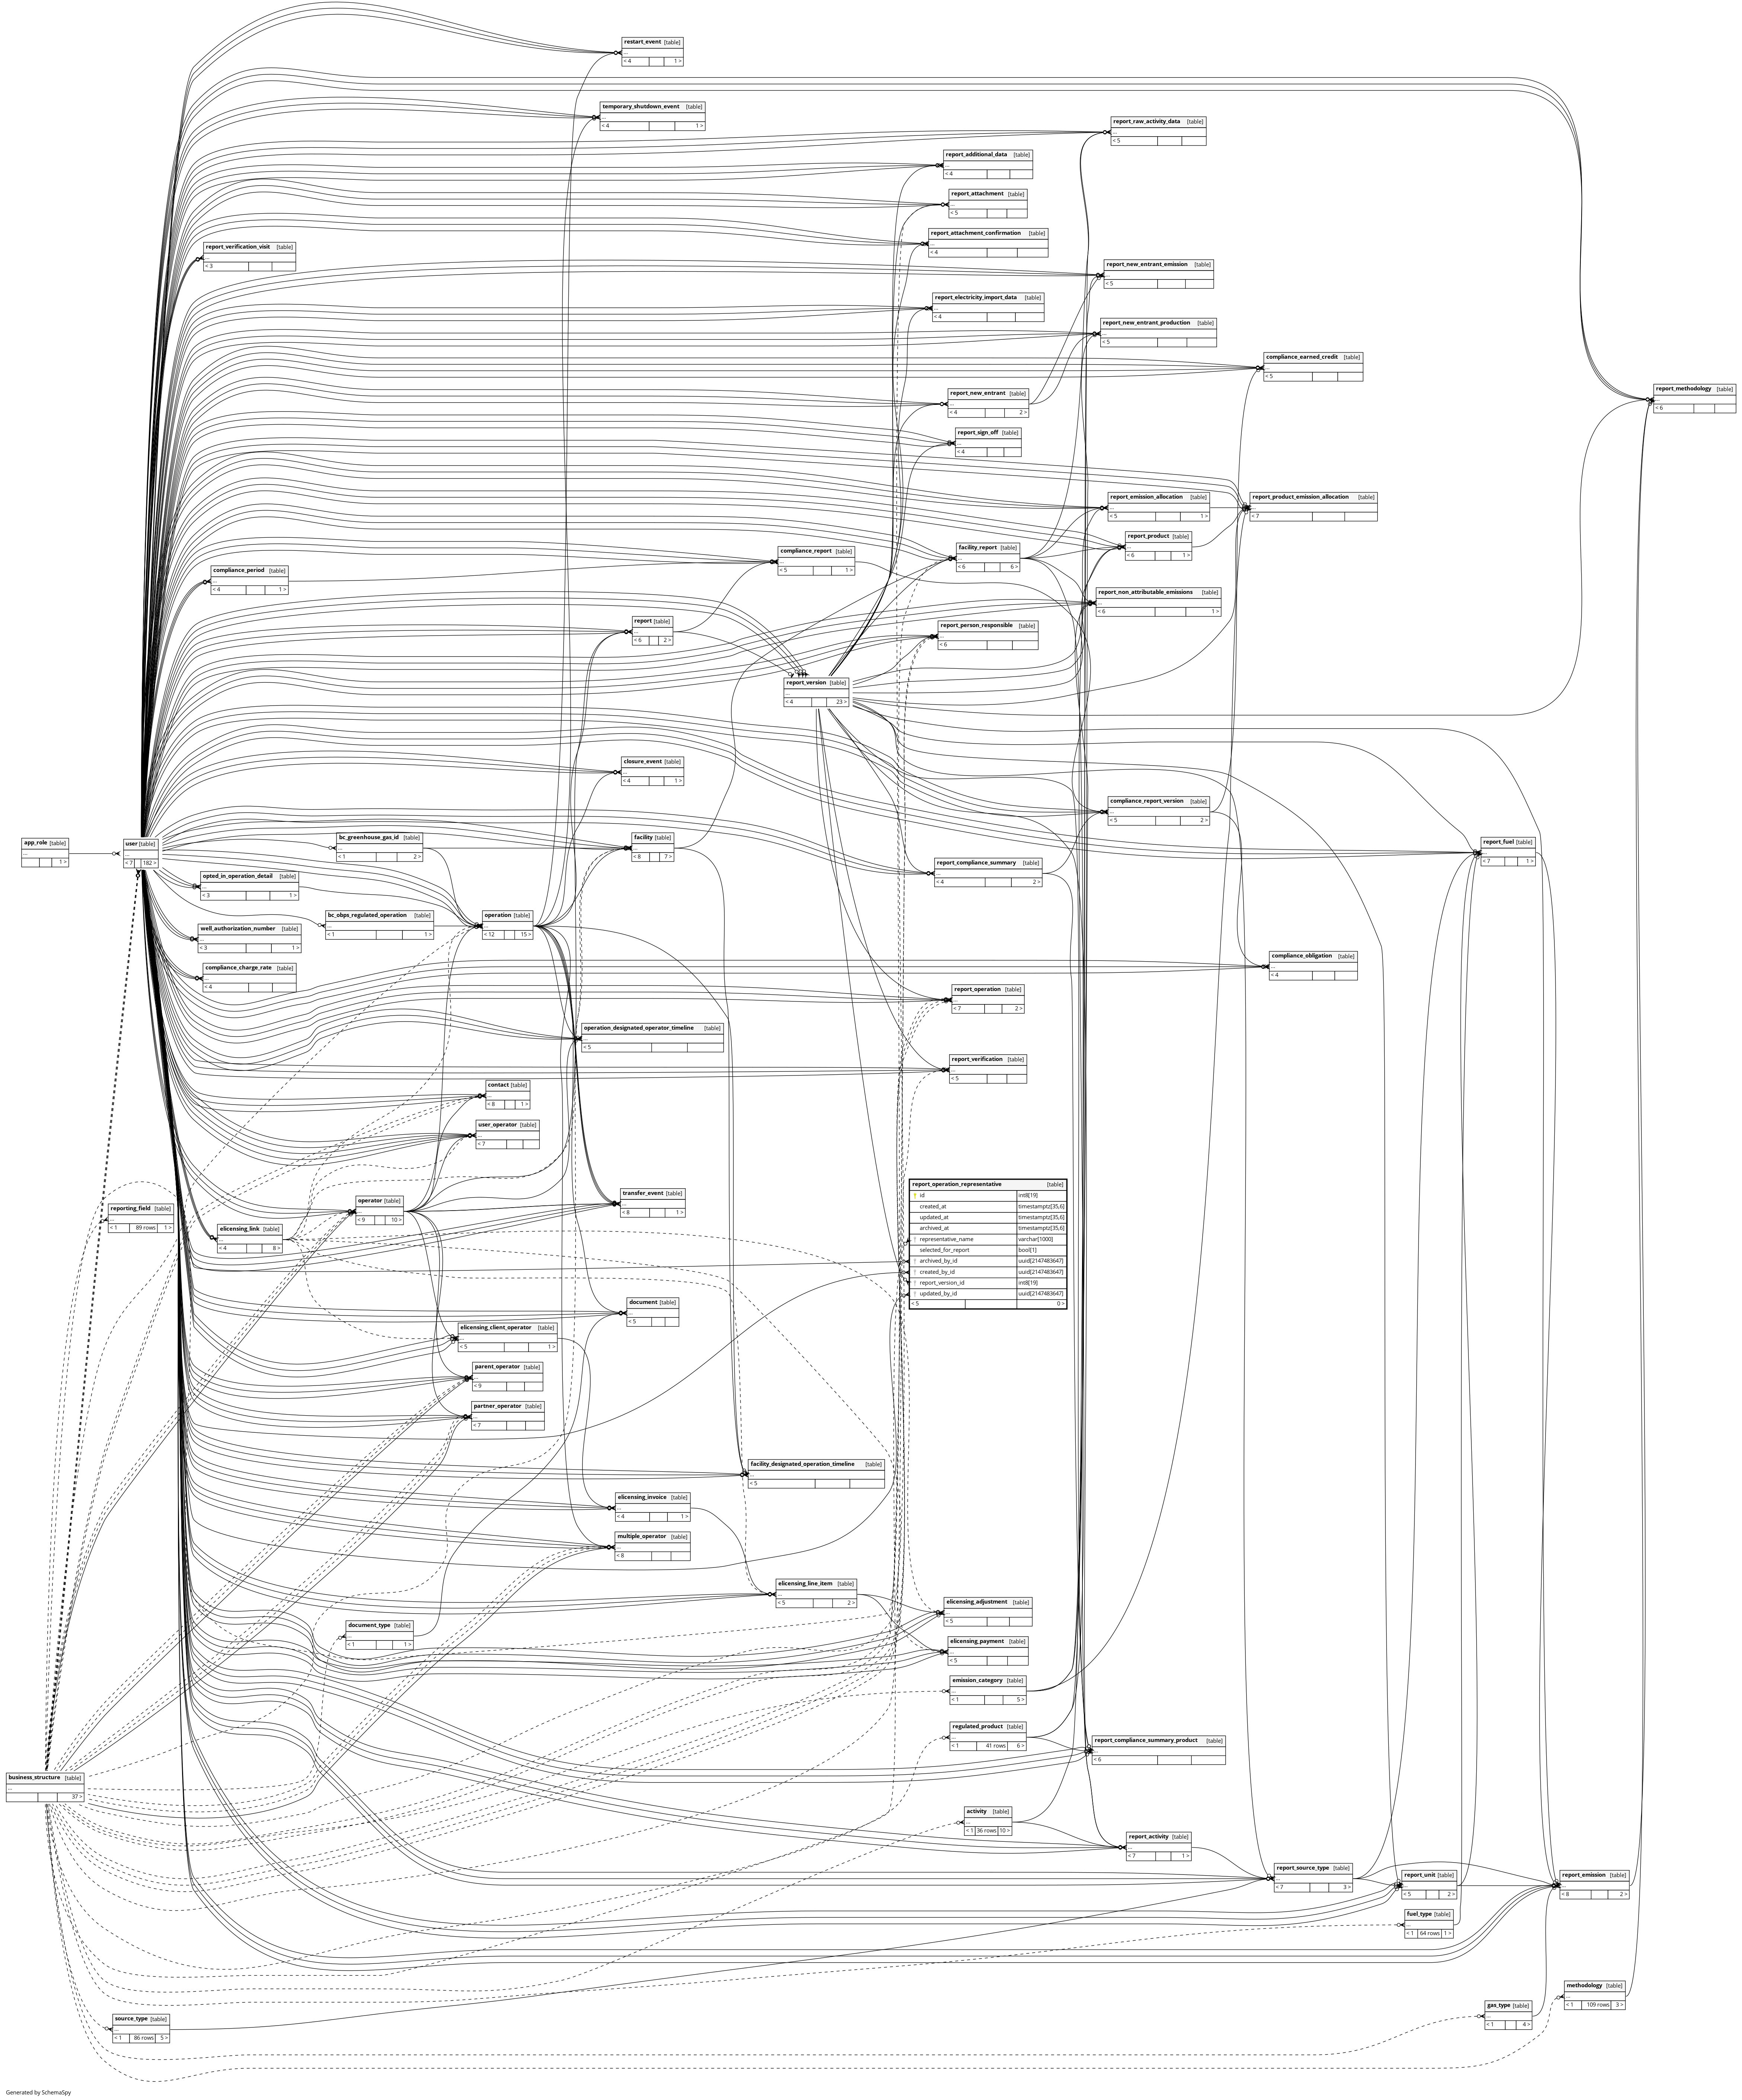 restart_event [table]
...
< 4 1 >
temporary_shutdown_event [table]
...
< 4 1 >
report_raw_activity_data [table]
...
< 5
report_additional_data [table]
...
< 4
report_attachment [table]
...
< 5
report_attachment_confirmation [table]
...
< 4
report_verification_visit [table]
...
< 3
report_new_entrant_emission [table]
...
< 5
report_electricity_import_data [table]
...
< 4
report_new_entrant_production [table]
...
< 5
compliance_earned_credit [table]
...
< 5
report_methodology [table]
...
< 6
report_new_entrant [table]
...
< 4 2 >
report_sign_off [table]
...
< 4
report_emission_allocation [table]
...
< 5 1 >
report_product_emission_allocation [table]
...
< 7
report_product [table]
...
< 6 1 >
facility_report [table]
...
< 6 6 >
compliance_report [table]
...
< 5 1 >
compliance_period [table]
...
< 4 1 >
report_non_attributable_emissions [table]
...
< 6 1 >
report [table]
...
< 6 2 >
report_person_responsible [table]
...
< 6
report_version [table]
...
< 4 23 >
closure_event [table]
...
< 4 1 >
compliance_report_version [table]
...
< 5 2 >
app_role [table]
...
1 >
user [table]
...
< 7 182 >
bc_greenhouse_gas_id [table]
...
< 1 2 >
facility [table]
...
< 8 7 >
report_fuel [table]
...
< 7 1 >
report_compliance_summary [table]
...
< 4 2 >
opted_in_operation_detail [table]
...
< 3 1 >
bc_obps_regulated_operation [table]
...
< 1 1 >
operation [table]
...
< 12 15 >
well_authorization_number [table]
...
< 3 1 >
compliance_charge_rate [table]
...
< 4
compliance_obligation [table]
...
< 4
report_operation [table]
...
< 7 2 >
operation_designated_operator_timeline [table]
...
< 5
report_verification [table]
...
< 5
contact [table]
...
< 8 1 >
user_operator [table]
...
< 7
report_operation_representative [table]
id int8[19]
created_at timestamptz[35,6]
updated_at timestamptz[35,6]
archived_at timestamptz[35,6]
representative_name varchar[1000]
selected_for_report bool[1]
archived_by_id uuid[2147483647]
created_by_id uuid[2147483647]
report_version_id int8[19]
updated_by_id uuid[2147483647]
< 5 0 >
transfer_event [table]
...
< 8 1 >
operator [table]
...
< 9 10 >
reporting_field [table]
...
< 1 89 rows 1 >
elicensing_link [table]
...
< 4 8 >
document [table]
...
< 5
elicensing_client_operator [table]
...
< 5 1 >
parent_operator [table]
...
< 9
partner_operator [table]
...
< 7
facility_designated_operation_timeline [table]
...
< 5
elicensing_invoice [table]
...
< 4 1 >
multiple_operator [table]
...
< 8
elicensing_line_item [table]
...
< 5 2 >
elicensing_adjustment [table]
...
< 5
document_type [table]
...
< 1 1 >
elicensing_payment [table]
...
< 5
emission_category [table]
...
< 1 5 >
regulated_product [table]
...
< 1 41 rows 6 >
report_compliance_summary_product [table]
...
< 6
business_structure [table]
...
37 >
activity [table]
...
< 1 36 rows 10 >
report_activity [table]
...
< 7 1 >
report_source_type [table]
...
< 7 3 >
report_unit [table]
...
< 5 2 >
report_emission [table]
...
< 8 2 >
fuel_type [table]
...
< 1 64 rows 1 >
methodology [table]
...
< 1 109 rows 3 >
gas_type [table]
...
< 1 4 >
source_type [table]
...
< 1 86 rows 5 >
Generated by SchemaSpy